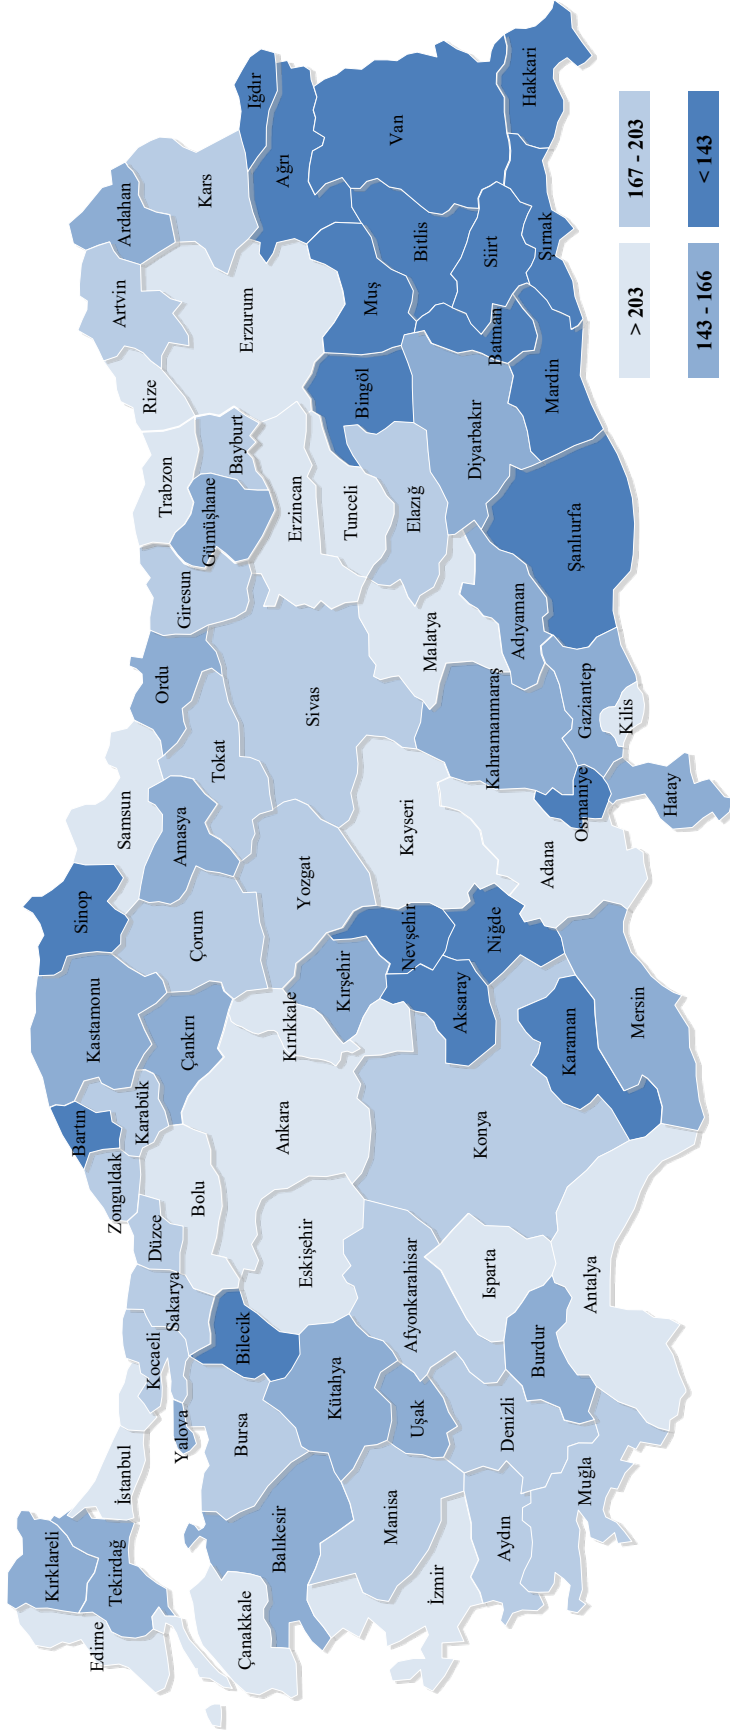 Edirne
Kırklareli
Tekirdağ
İstanbul
Çanakkale
Balıkesir
Yalova
Kocaeli
Sakarya
Düzce
Zonguldak
Bartın
Karabük
Kastamonu
Sinop
Samsun
Ordu
Giresun
Trabzon
Rize
Artvin
Ardahan
Bursa
Bilecik
Bolu
Çankırı
Çorum
Amasya
Tokat
Gümüşhane
Bayburt
Erzurum
Kars
Iğdır
Ağrı
Kütahya
Eskişehir
Ankara
Kırıkkale
Yozgat
Sivas
Erzincan
Tunceli
Kırşehir
İzmir
Manisa
Uşak
Afyonkarahisar
Nevşehir
Kayseri
Malatya
Elazığ
Bingöl
Muş
Bitlis
Van
Hakkari
Aydın
Denizli
Isparta
Konya
Aksaray
Niğde
Kahramanmaraş
Adıyaman
Diyarbakır
Batman
Siirt
Şırnak
Muğla
Burdur
Antalya
Karaman
Mersin
Adana
Osmaniye
Gaziantep
Kilis
Hatay
Şanlıurfa
Mardin
> 203
167 - 203
143 - 166
< 143